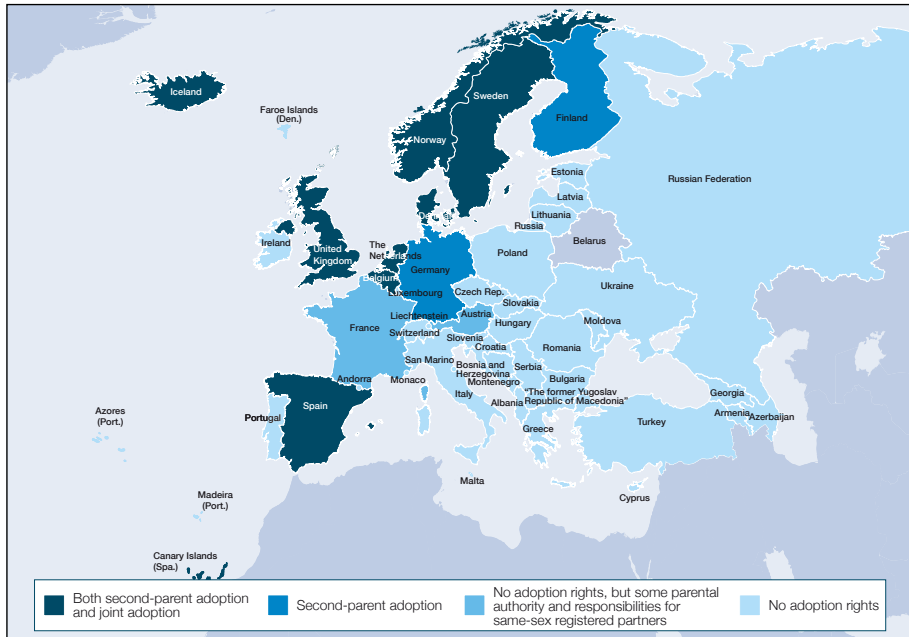 Iceland
Faroe Islands
(Den.)
Sweden
Norway
Finland
Russian Federation
Estonia
Latvia
Lithuania
Russia
Belarus
Ireland
United
Kingdom
The
Netherlands
Belgium
Germany
Poland
Luxembourg
Czech Rep.
Slovakia
Ukraine
Liechtenstein
Austria
Hungary
Moldova
France
Switzerland
Slovenia
Croatia
Romania
San Marino
Bosnia and
Herzegovina
Serbia
Andorra
Monaco
Montenegro
Bulgaria
Italy
Albania
"The former Yugoslav
Republic of Macedonia"
Georgia
Armenia
Azerbaijan
Azores
(Port.)
Portugal
Spain
Greece
Turkey
Malta
Cyprus
Madeira
(Port.)
Canary Islands
(Spa.)
Both second-parent adoption
and joint adoption
Second-parent adoption
No adoption rights, but some parental
authority and responsibilities for
same-sex registered partners
No adoption rights